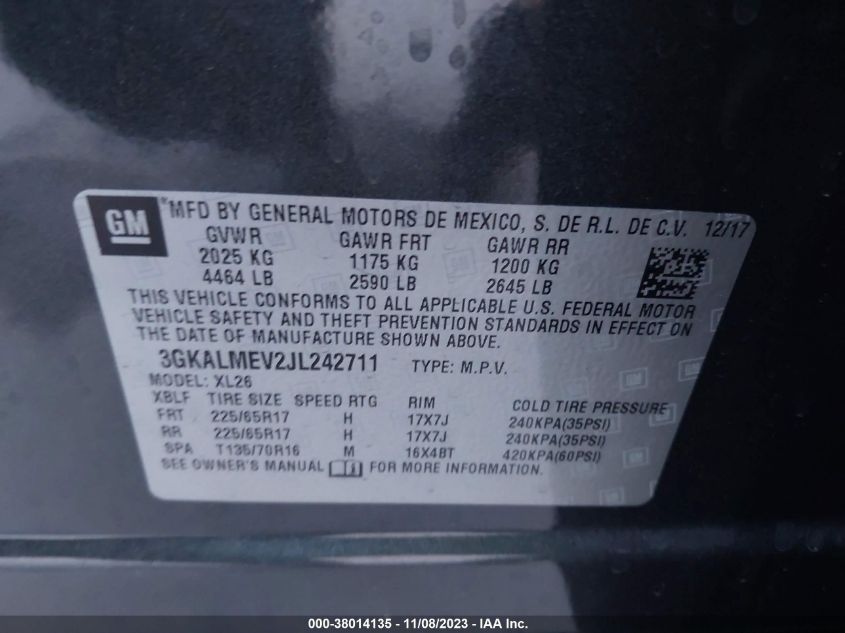 GM
*MFD BY GENERAL MOTORS DE MEXICO, S. DE R.L. DE C.V. 12/17
GVWR GAWR FRT GAWR RR
2025 KG 1175 KG 1200 KG
4464 LB 2590 LB 2645 LB
THIS VEHICLE CONFORMS TO ALL APPLICABLE U.S. FEDERAL MOTOR
VEHICLE SAFETY AND THEFT PREVENTION STANDARDS IN EFFECT ON
THE DATE OF MANUFACTURE SHOWN ABOVE.
3GKALMEV2JL242711 TYPE: M.P.V.
MODEL: XL26
XBLF TIRE SIZE SPEED RTG RIM COLD TIRE PRESSURE
FRT 225/65R17 H 17X7J 240KPA(35PSI)
RR 225/65R17 H 17X7J 240KPA(35PSI)
SPA T135/70R16 M 16X4BT 420KPA(60PSI)
SEE OWNER'S MANUAL FOR MORE INFORMATION.
000-38014135 - 11/08/2023 - IAA Inc.